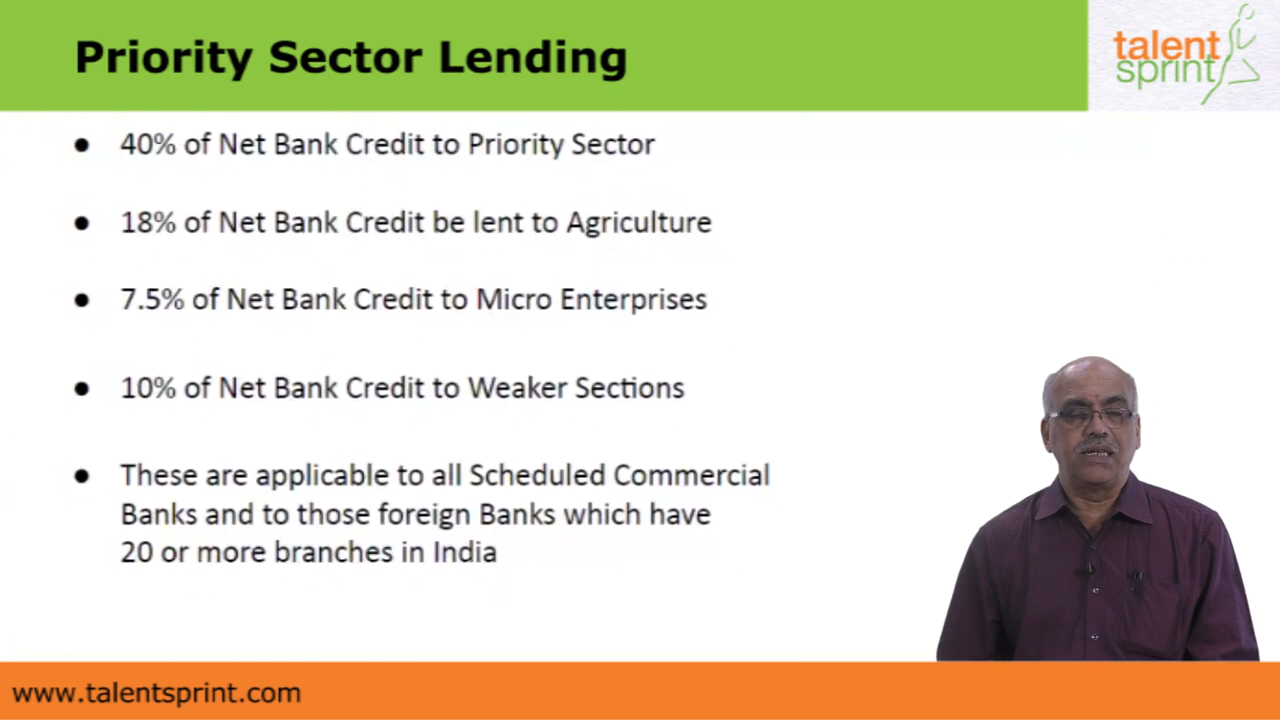 Priority Sector Lending
talent
sprint
● 40% of Net Bank Credit to Priority Sector
● 18% of Net Bank Credit be lent to Agriculture
● 7.5% of Net Bank Credit to Micro Enterprises
● 10% of Net Bank Credit to Weaker Sections
● These are applicable to all Scheduled Commercial
Banks and to those foreign Banks which have
20 or more branches in India
www.talentsprint.com